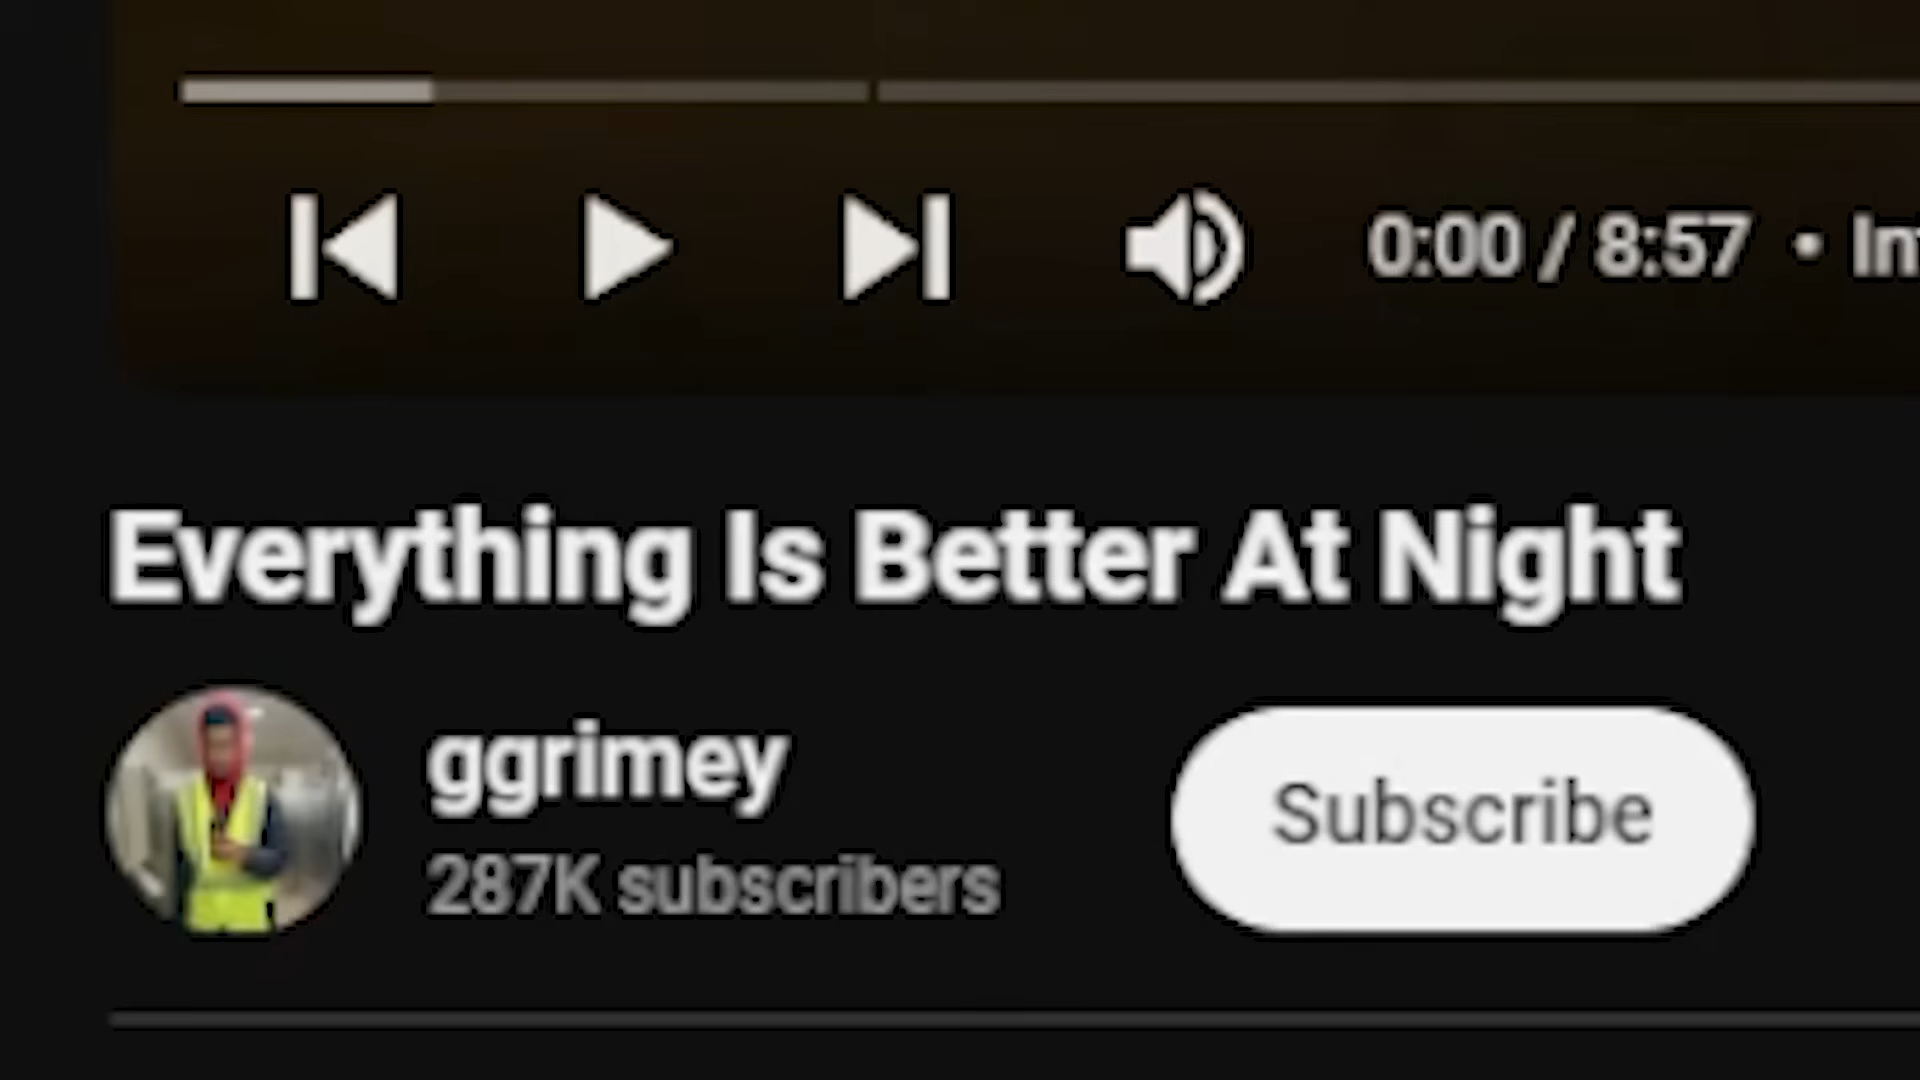 0:00 / 8:57 •
Everything Is Better At Night
ggrimey
287K subscribers
Subscribe